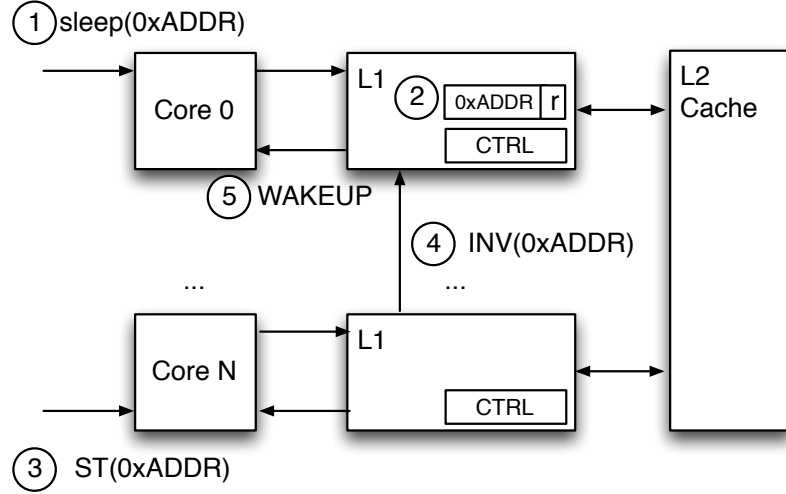 1 sleep(0xADDR)
Core 0
L1
2 0xADDR r
CTRL
L2
Cache
5 WAKEUP
4 INV(0xADDR)
... ...
Core N
L1
CTRL
3 ST(0xADDR)